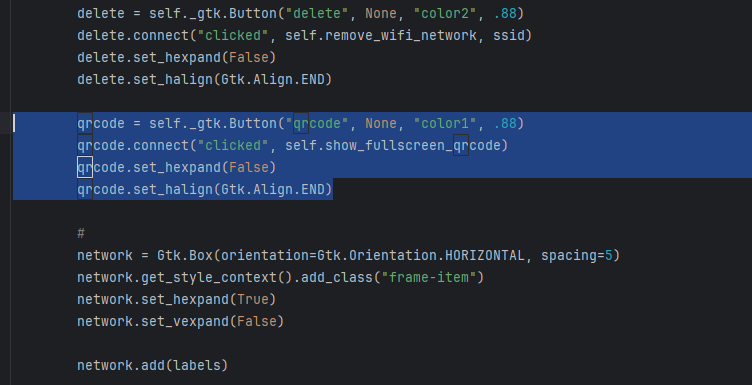 delete = self._gtk.Button("delete", None, "color2", .88)
delete.connect("clicked", self.remove_wifi_network, ssid)
delete.set_hexpand(False)
delete.set_halign(Gtk.Align.END)
qrcode = self._gtk.Button("qrcode", None, "color1", .88)
qrcode.connect("clicked", self.show_fullscreen_qrcode)
qrcode.set_hexpand(False)
qrcode.set_halign(Gtk.Align.END)
#
network = Gtk.Box(orientation=Gtk.Orientation.HORIZONTAL, spacing=5)
network.get_style_context().add_class("frame-item")
network.set_hexpand(True)
network.set_vexpand(False)
network.add(labels)